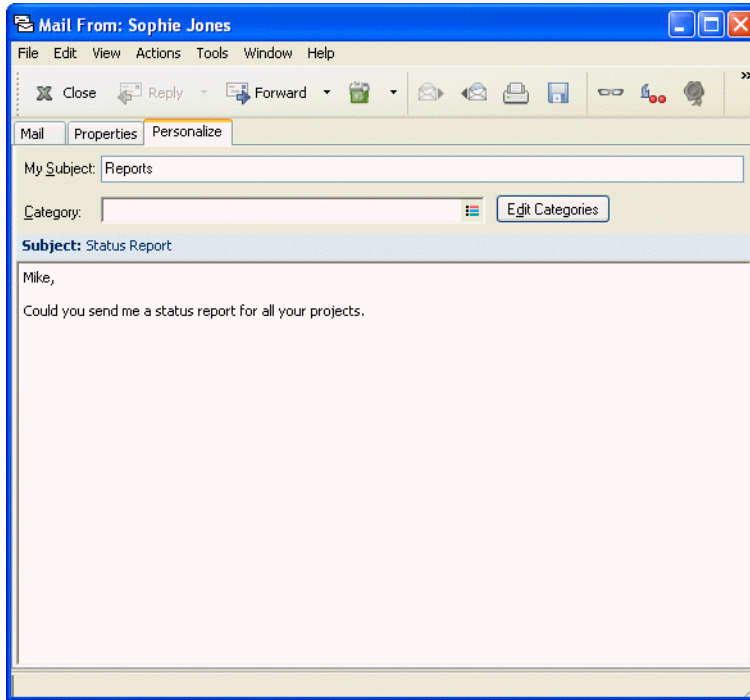 Mail From: Sophie Jones
File Edit View Actions Tools Window Help
Close Reply Forward »
Mail Properties Personalize
My Subject: Reports
Category: Edit Categories
Subject: Status Report
Mike,
Could you send me a status report for all your projects.